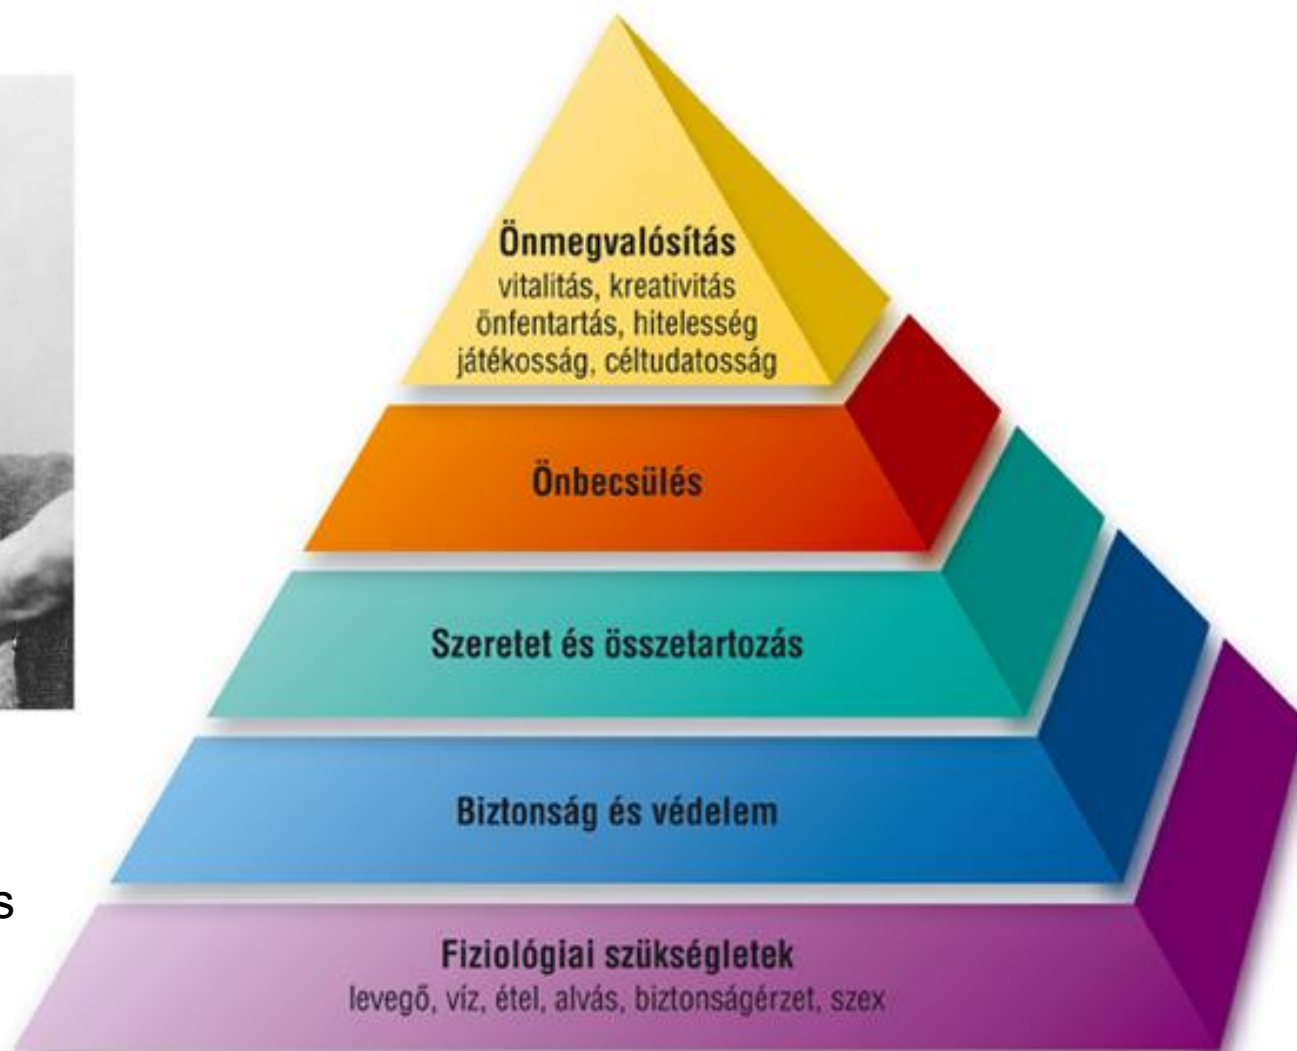 Önmegvalósítás
vitalitás, kreativitás
önfentartás, hitelesség
játékosság, céltudatosság
Önbecsülés
Szeretet és összetartozás
Biztonság és védelem
s
Fiziológiai szükségletek
levegő, víz, étel, alvás, biztonságérzet, szex